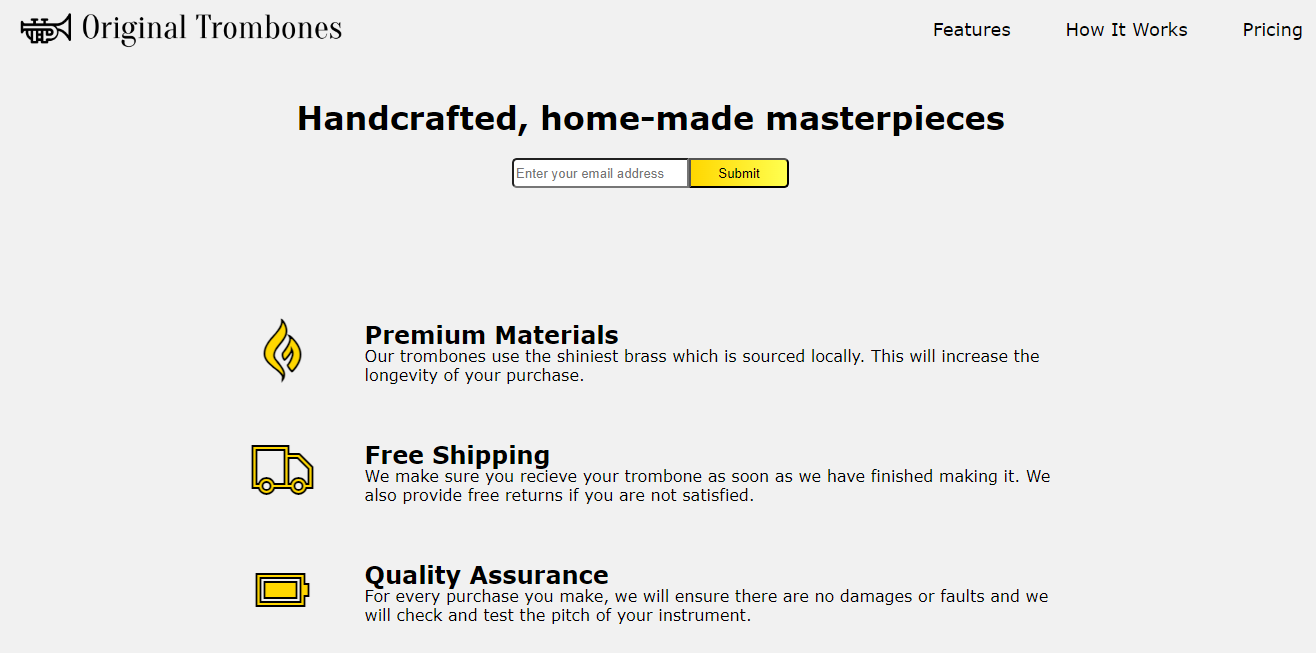 Original Trombones
Features
How It Works
Pricing
Handcrafted, home-made masterpieces
Enter your email address
Submit
Premium Materials
Our trombones use the shiniest brass which is sourced locally. This will increase the
longevity of your purchase.
Free Shipping
We make sure you recieve your trombone as soon as we have finished making it. We
also provide free returns if you are not satisfied.
Quality Assurance
For every purchase you make, we will ensure there are no damages or faults and we
will check and test the pitch of your instrument.